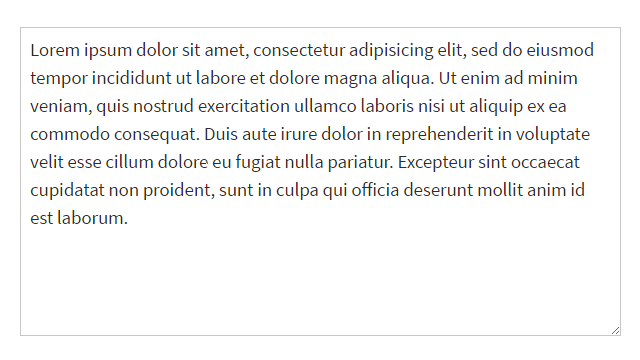 Lorem ipsum dolor sit amet, consectetur adipisicing elit, sed do eiusmod
tempor incididunt ut labore et dolore magna aliqua. Ut enim ad minim
veniam, quis nostrud exercitation ullamco laboris nisi ut aliquip ex ea
commodo consequat. Duis aute irure dolor in reprehenderit in voluptate
velit esse cillum dolore eu fugiat nulla pariatur. Excepteur sint occaecat
cupidatat non proident, sunt in culpa qui officia deserunt mollit anim id
est laborum.